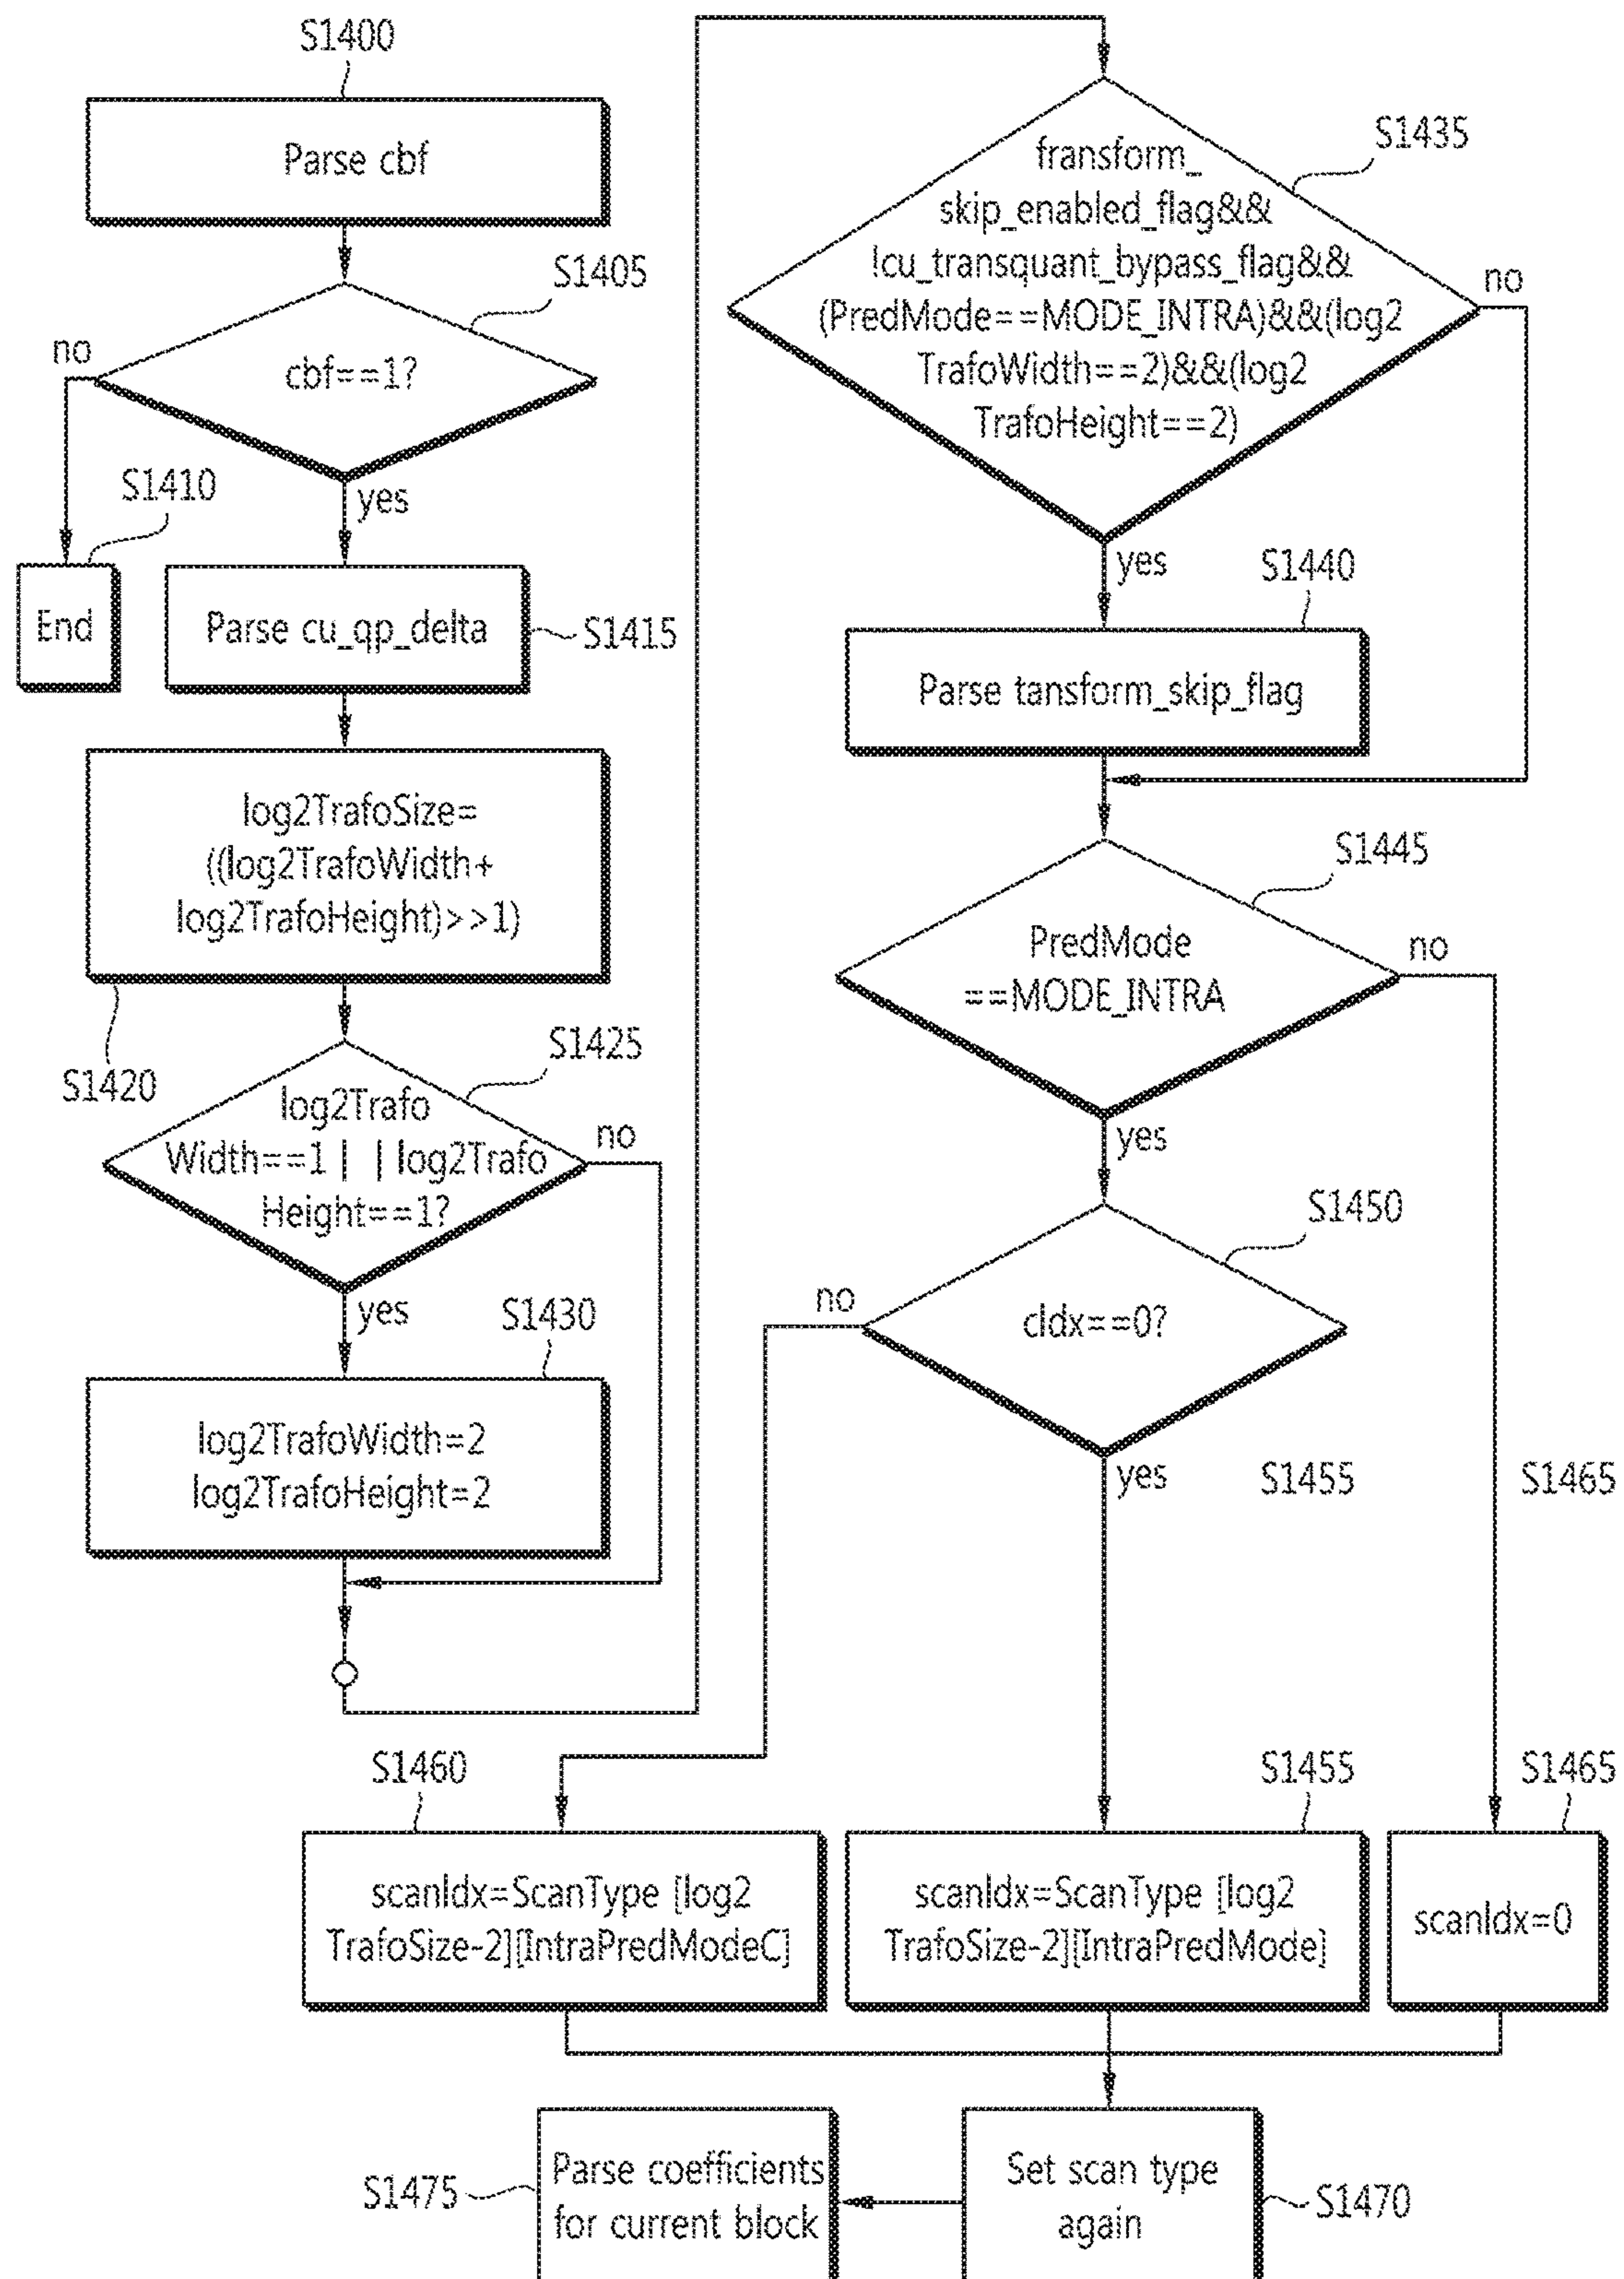 S1400
Parse cbf
S1405
no
cbf==1?
yes
S1410
End
Parse cu_qp_delta
S1415
log2TrafoSize=
((log2TrafoWidth+
log2TrafoHeight)>>1)
S1420
S1425
log2Trafo
Width==1 | | log2Trafo
Height==1?
no
yes
S1430
log2TrafoWidth=2
log2TrafoHeight=2
S1435
fransform_
skip_enabled_flag&&
!cu_transquant_bypass_flag&&
(PredMode==MODE_INTRA)&&(log2
TrafoWidth==2)&&(log2
TrafoHeight==2)
no
yes
S1440
Parse tansform_skip_flag
S1445
PredMode
==MODE_INTRA
no
yes
S1450
no
cIdx==0?
yes
S1455
S1465
S1460
S1455
S1465
scanIdx=ScanType [log2
TrafoSize-2][IntraPredModeC]
scanIdx=ScanType [log2
TrafoSize-2][IntraPredMode]
scanIdx=0
S1475
Parse coefficients
for current block
Set scan type
again
S1470